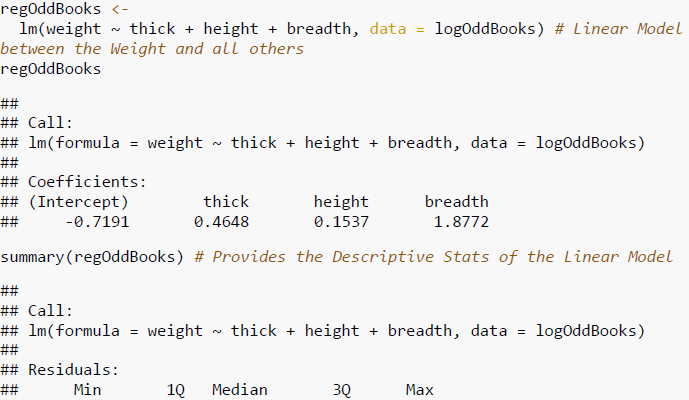 regOddBooks <-
  lm(weight ~ thick + height + breadth, data = logOddBooks) # Linear Model
between the Weight and all others
regOddBooks
##
## Call:
## lm(formula = weight ~ thick + height + breadth, data = logOddBooks)
##
## Coefficients:
## (Intercept)        thick       height      breadth
##     -0.7191       0.4648       0.1537       1.8772
summary(regOddBooks) # Provides the Descriptive Stats of the Linear Model
##
## Call:
## lm(formula = weight ~ thick + height + breadth, data = logOddBooks)
##
## Residuals:
##      Min       1Q   Median       3Q      Max